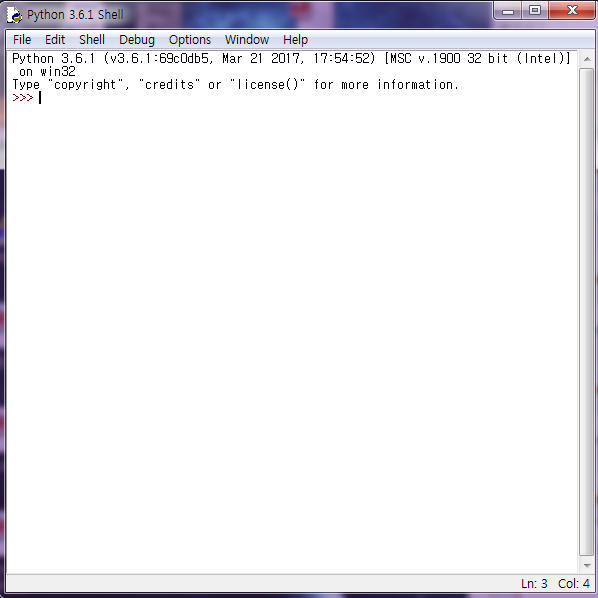 Python 3.6.1 Shell
File Edit Shell Debug Options Window Help
Python 3.6.1 (v3.6.1:69c0db5, Mar 21 2017, 17:54:52) [MSC v.1900 32 bit (Intel)]
on win32
Type "copyright", "credits" or "license()" for more information.
>>>
Ln: 3 Col: 4